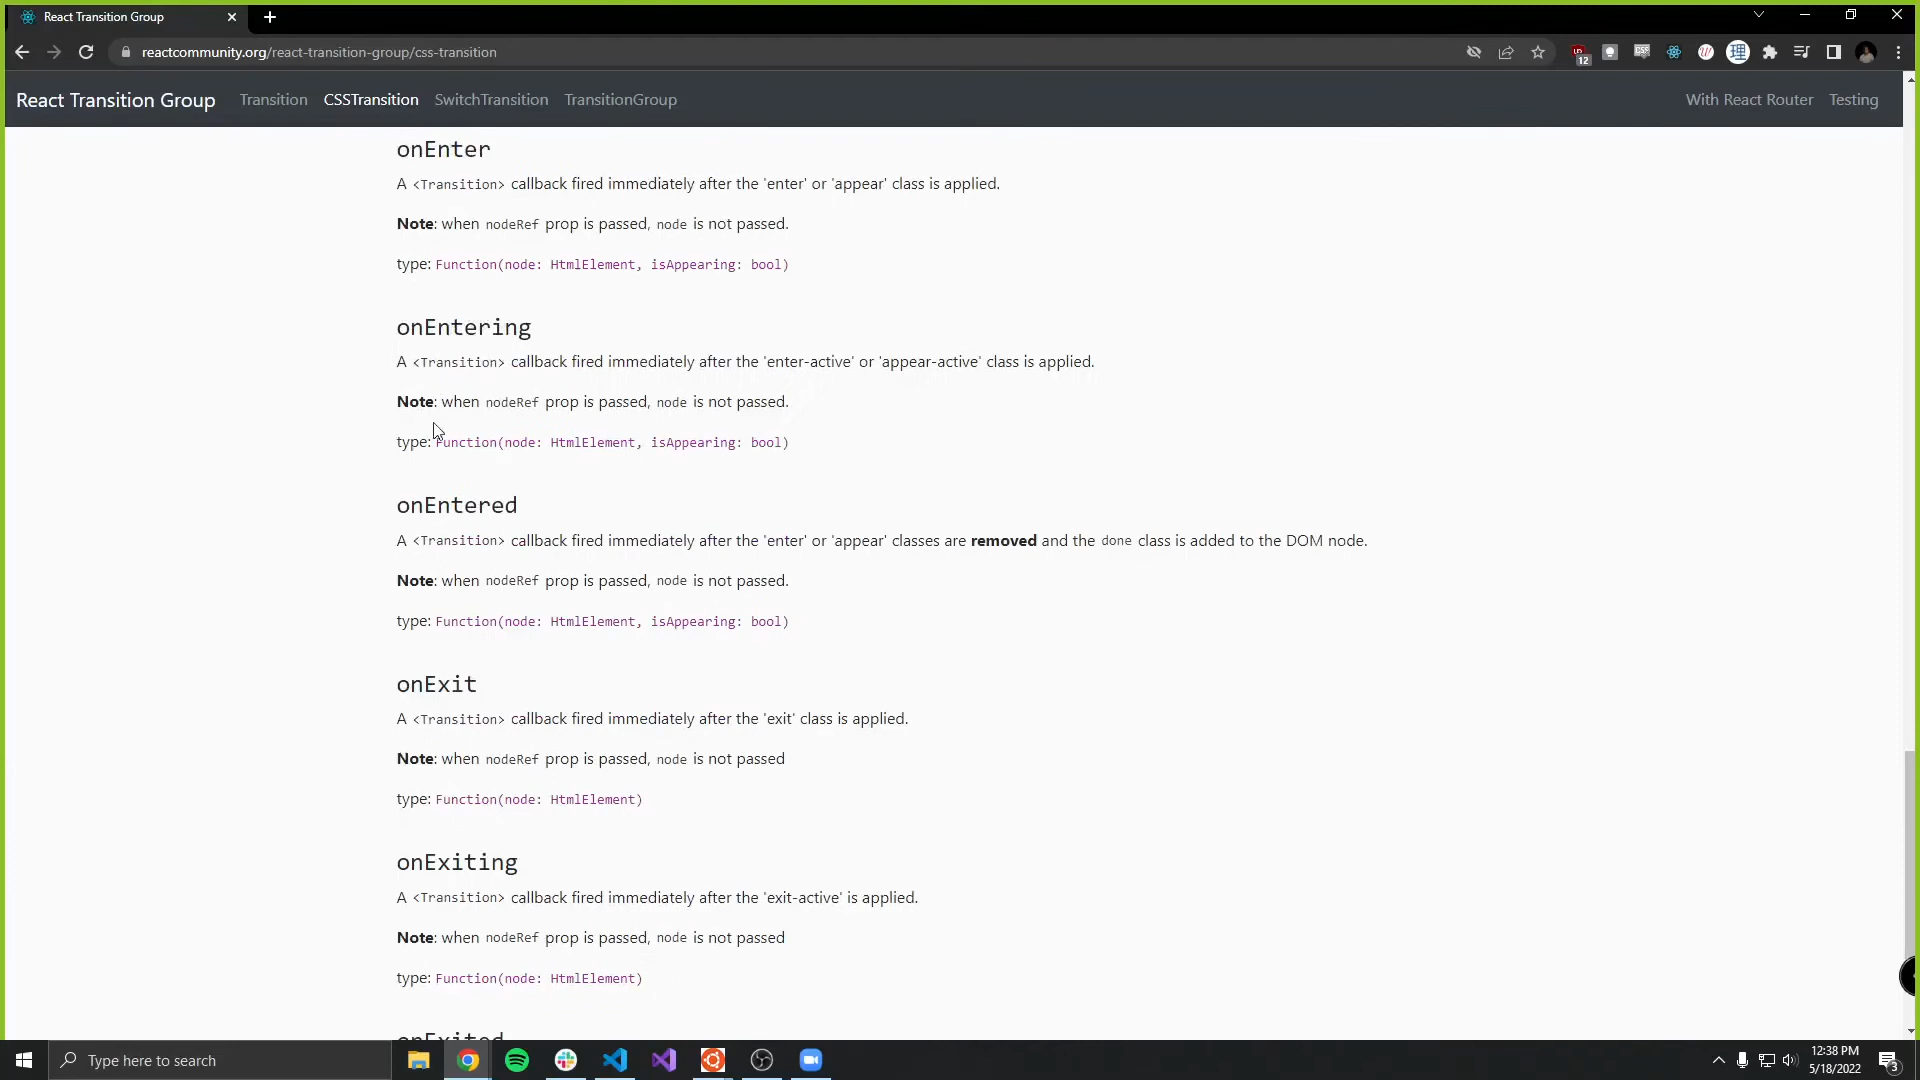 React Transition Group
reactcommunity.org/react-transition-group/css-transition
12
CSS
理
React Transition Group
Transition
CSSTransition
SwitchTransition
TransitionGroup
With React Router
Testing
onEnter
A <Transition> callback fired immediately after the 'enter' or 'appear' class is applied.
Note: when nodeRef prop is passed, node is not passed.
type: Function(node: HtmlElement, isAppearing: bool)
onEntering
A <Transition> callback fired immediately after the 'enter-active' or 'appear-active' class is applied.
Note: when nodeRef prop is passed, node is not passed.
type: Function(node: HtmlElement, isAppearing: bool)
onEntered
A <Transition> callback fired immediately after the 'enter' or 'appear' classes are removed and the done class is added to the DOM node.
Note: when nodeRef prop is passed, node is not passed.
type: Function(node: HtmlElement, isAppearing: bool)
onExit
A <Transition> callback fired immediately after the 'exit' class is applied.
Note: when nodeRef prop is passed, node is not passed
type: Function(node: HtmlElement)
onExiting
A <Transition> callback fired immediately after the 'exit-active' is applied.
Note: when nodeRef prop is passed, node is not passed
type: Function(node: HtmlElement)
onExited
Type here to search
12:38 PM
5/18/2022
3